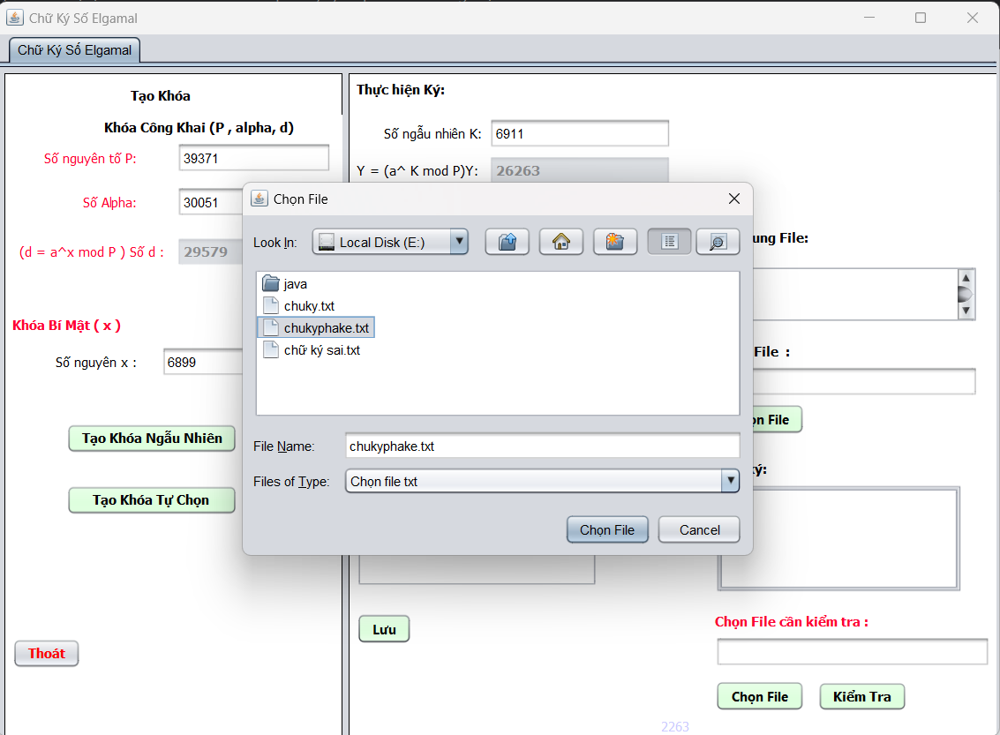 Chữ Ký Số Elgamal
Chữ Ký Số Elgamal
Tạo Khóa
Khóa Công Khai (P , alpha, d)
Số nguyên tố P:
39371
Số Alpha:
30051
(d = a^x mod P ) Số d :
29579
Khóa Bí Mật ( x )
Số nguyên x :
6899
Tạo Khóa Ngẫu Nhiên
Tạo Khóa Tự Chọn
Thoát
Thực hiện Ký:
Số ngẫu nhiên K:
6911
Y = (a^ K mod P)Y:
26263
Chọn File
Look In:
Local Disk (E:)
java
chuky.txt
chukyphake.txt
chữ ký sai.txt
File Name:
chukyphake.txt
Files of Type:
Chọn file txt
Chọn File
Cancel
Lưu
ung File:
File :
ọn File
ký:
Chọn File cần kiểm tra :
Chọn File
Kiểm Tra
2263